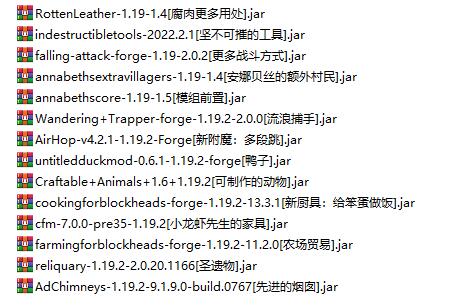 RottenLeather-1.19-1.4[腐肉更多用处].jar
indestructibletools-2022.2.1[坚不可摧的工具].jar
falling-attack-forge-1.19-2.0.2[更多战斗方式].jar
annabethsextravillagers-1.19-1.4[安娜贝丝的额外村民].jar
annabethscore-1.19-1.5[模组前置].jar
Wandering+Trapper-forge-1.19.2-2.0.0[流浪捕手].jar
AirHop-v4.2.1-1.19.2-Forge[新附魔：多段跳].jar
untitledduckmod-0.6.1-1.19.2-forge[鸭子].jar
Craftable+Animals+1.6+1.19.2[可制作的动物].jar
cookingforblockheads-forge-1.19.2-13.3.1[新厨具：给笨蛋做饭].jar
cfm-7.0.0-pre35-1.19.2[小龙虾先生的家具].jar
farmingforblockheads-forge-1.19.2-11.2.0[农场贸易].jar
reliquary-1.19.2-2.0.20.1166[圣遗物].jar
AdChimneys-1.19.2-9.1.9.0-build.0767[先进的烟囱].jar